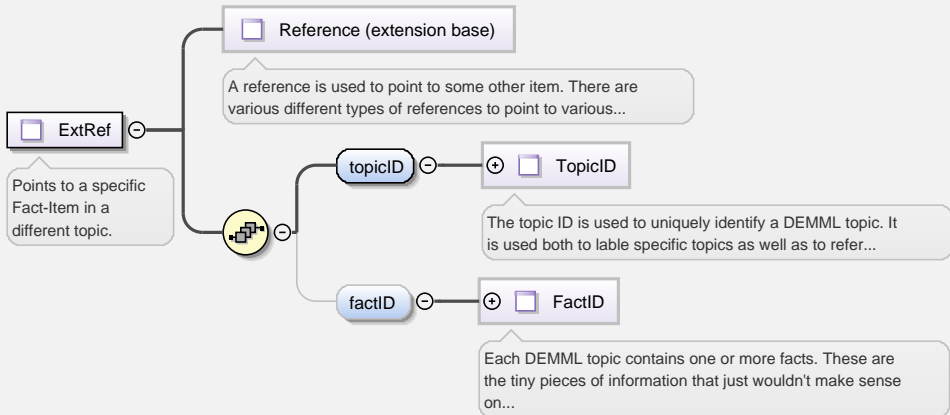 Reference (extension base)
A reference is used to point to some other item. There are
various different types of references to point to various...
ExtRef
Points to a specific
Fact-Item in a
different topic.
topicID
TopicID
The topic ID is used to uniquely identify a DEMML topic. It
is used both to lable specific topics as well as to refer...
factID
FactID
Each DEMML topic contains one or more facts. These are
the tiny pieces of information that just wouldn't make sense
on...